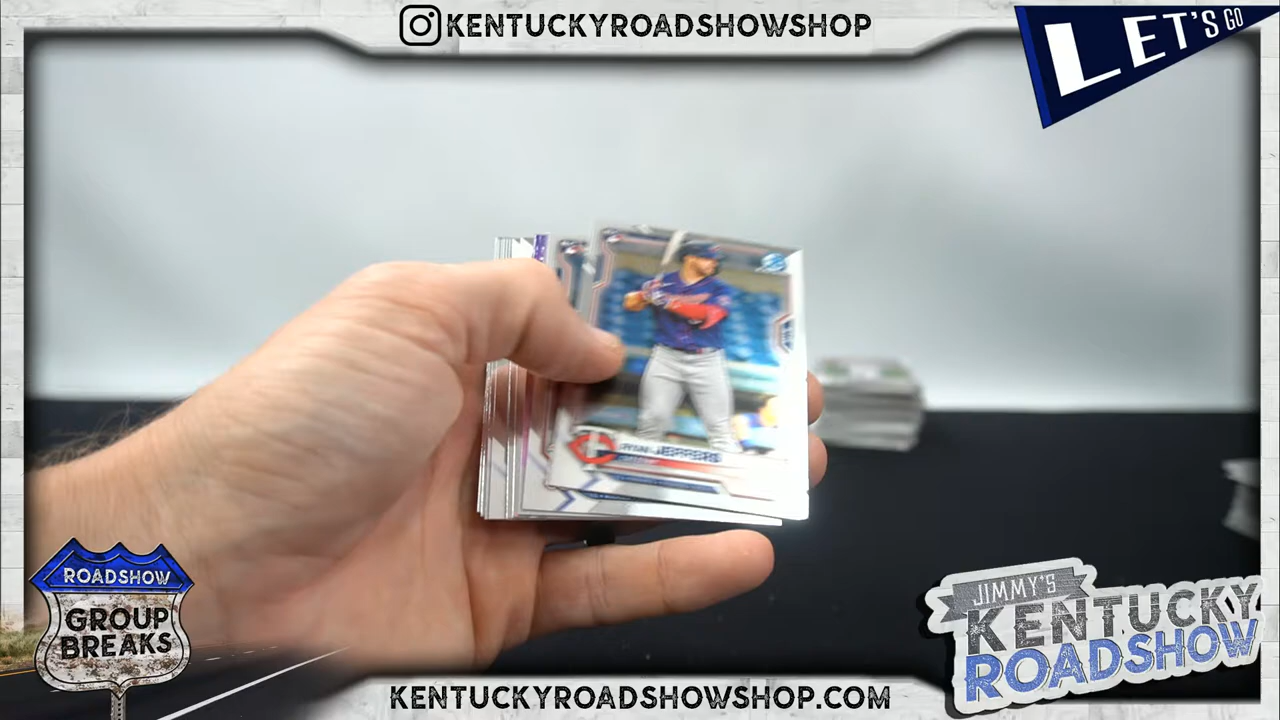 KENTUCKYROADSHOWSHOP
LET'S GO
ROADSHOW
GROUP
BREAKS
JIMMY'S
KENTUCKY
ROADSHOW
KENTUCKYROADSHOWSHOP.COM